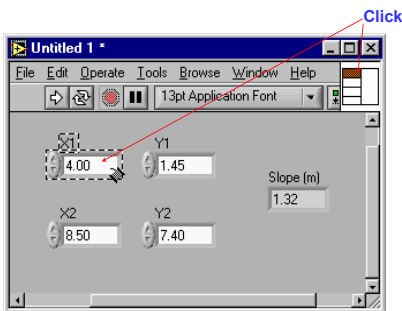 Click
Untitled 1 *
File Edit Operate Tools Browse Window Help
13pt Application Font
X1 Y1
4.00 1.45
Slope (m)
1.32
X2 Y2
8.50 7.40